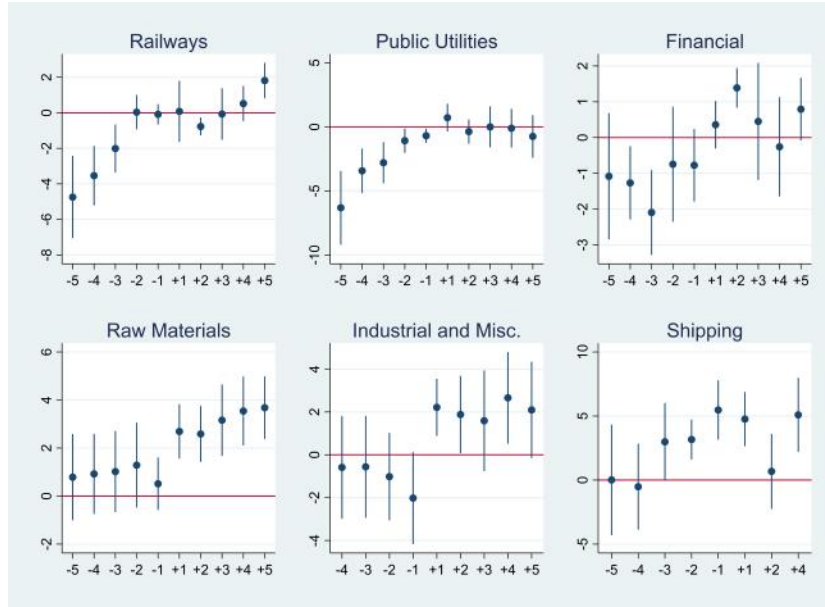 Railways
2
0
-2
-4
-6
-8
-5 -4 -3 -2 -1 +1 +2 +3 +4 +5
Public Utilities
5
0
-5
-10
-5 -4 -3 -2 -1 +1 +2 +3 +4 +5
Financial
2
1
0
-1
-2
-3
-5 -4 -3 -2 -1 +1 +2 +3 +4 +5
Raw Materials
6
4
2
0
-2
-5 -4 -3 -2 -1 +1 +2 +3 +4 +5
Industrial and Misc.
4
2
0
-2
-4
-4 -3 -2 -1 +1 +2 +3 +4 +5
Shipping
10
5
0
-5
-5 -4 -3 -2 -1 +1 +2 +4